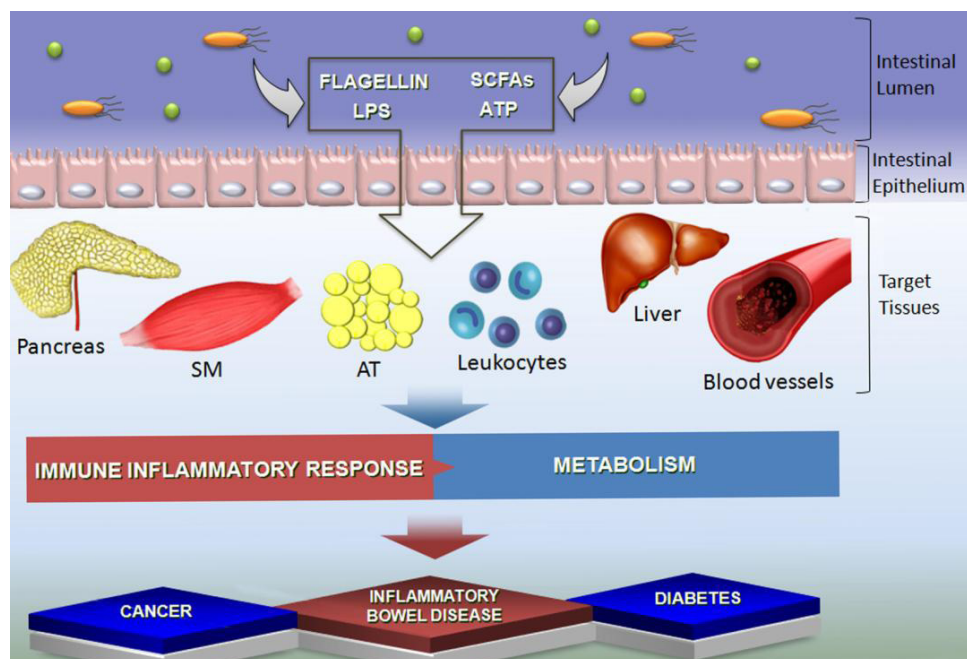 FLAGELLIN
LPS
SCFAs
ATP
Intestinal
Lumen
Intestinal
Epithelium
Target
Tissues
Pancreas
SM
AT
Leukocytes
Liver
Blood vessels
IMMUNE INFLAMMATORY RESPONSE
METABOLISM
CANCER
INFLAMMATORY
BOWEL DISEASE
DIABETES